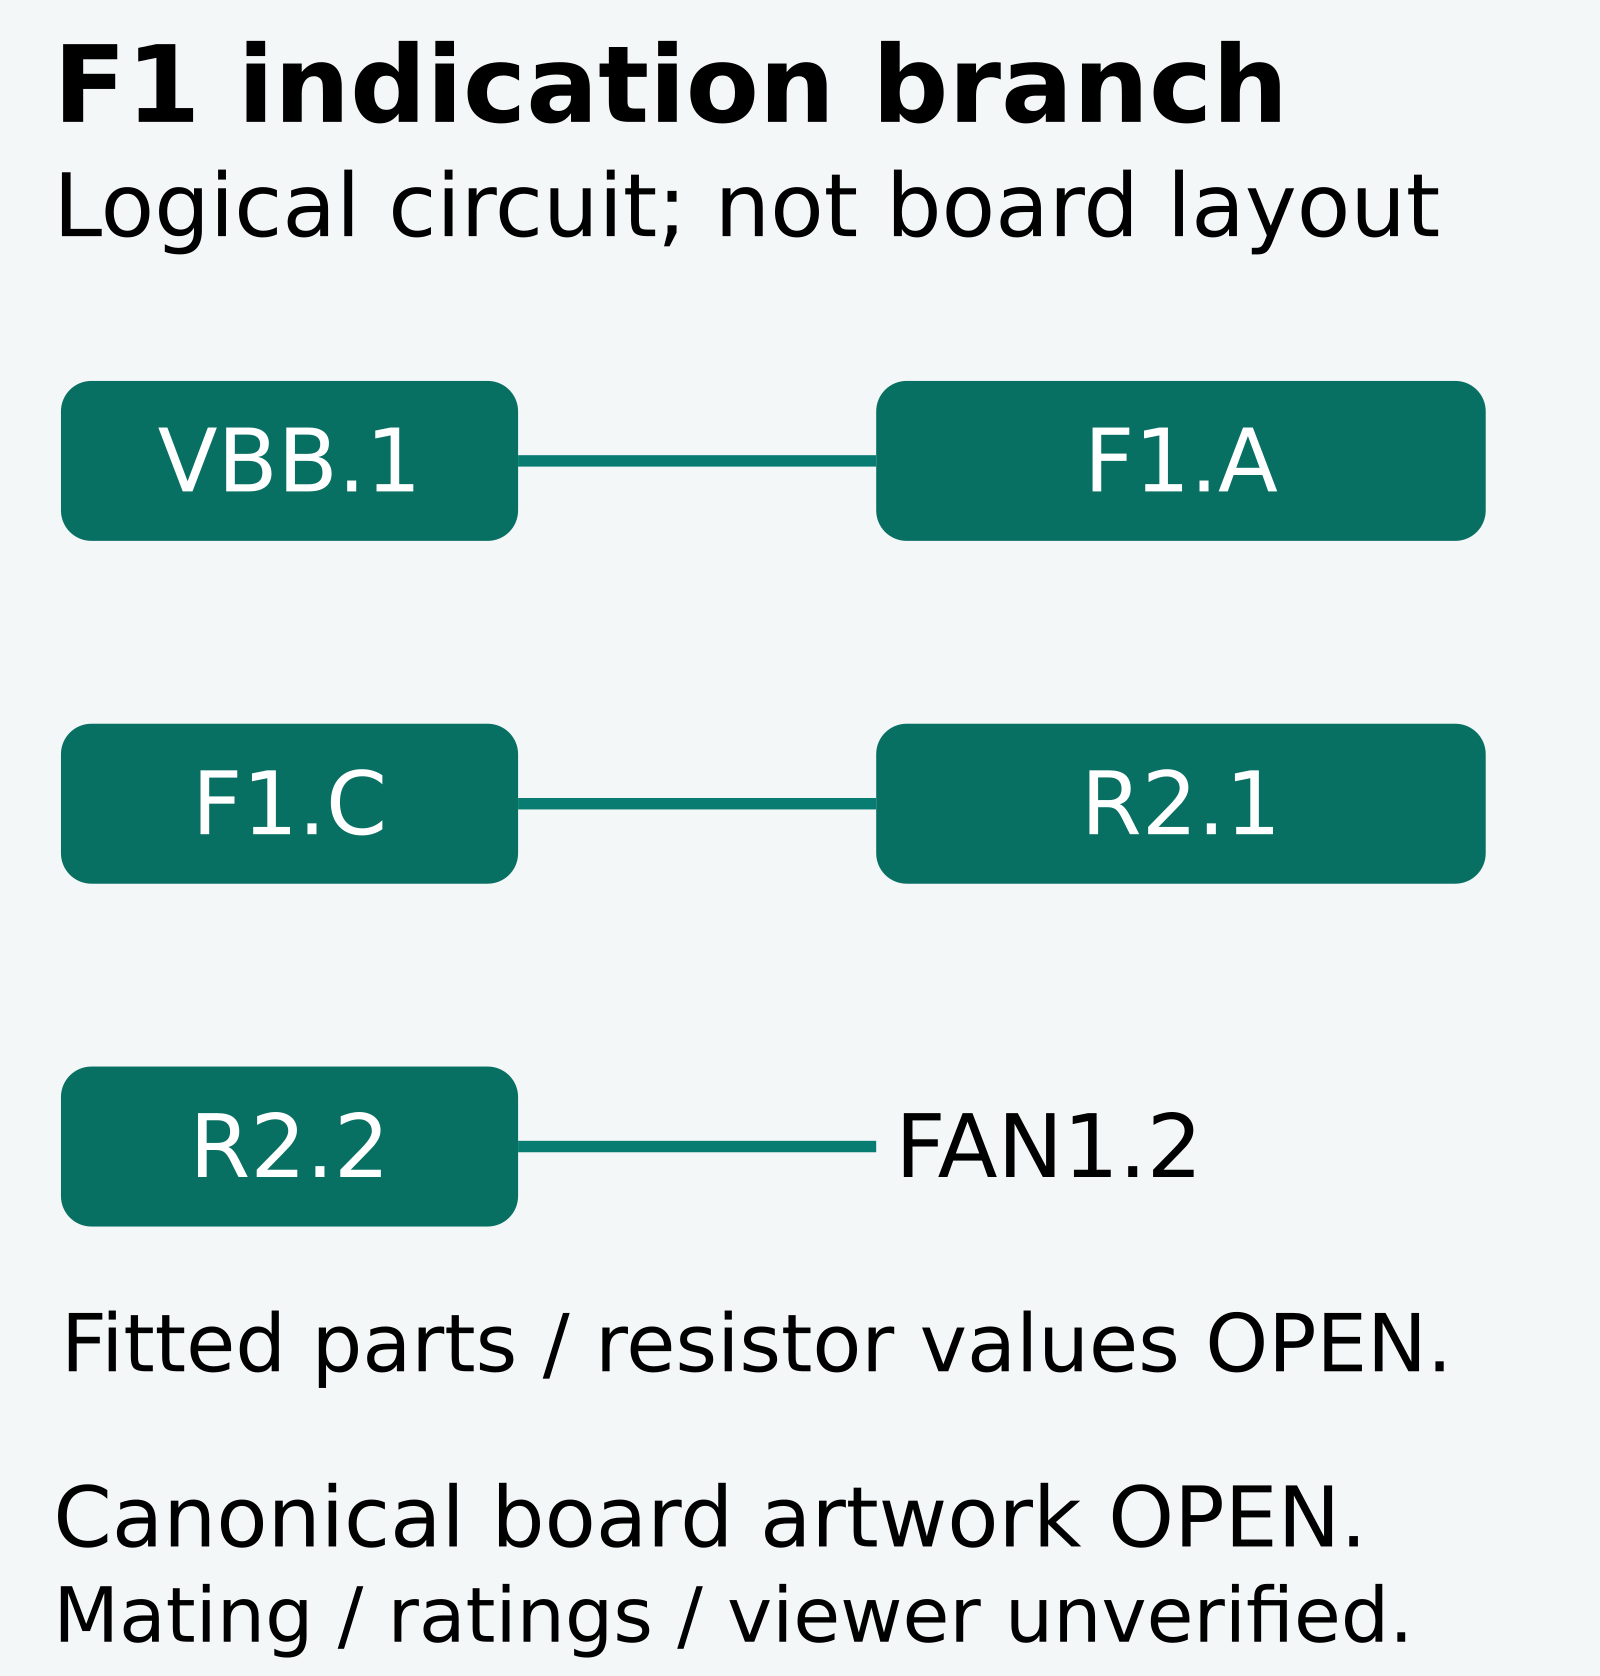 F1 indication branch
Logical circuit; not board layout
VBB.1 F1.A
F1.C R2.1
R2.2 FAN1.2
Fitted parts / resistor values OPEN.
Canonical board artwork OPEN.
Mating / ratings / viewer unverified.